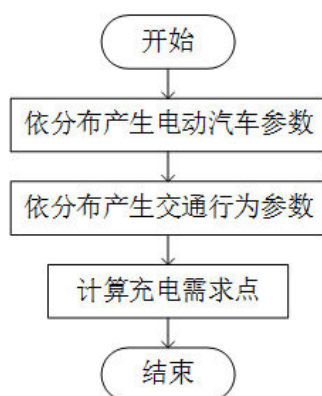 开始
依分布产生电动汽车参数
依分布产生交通行为参数
计算充电需求点
结束